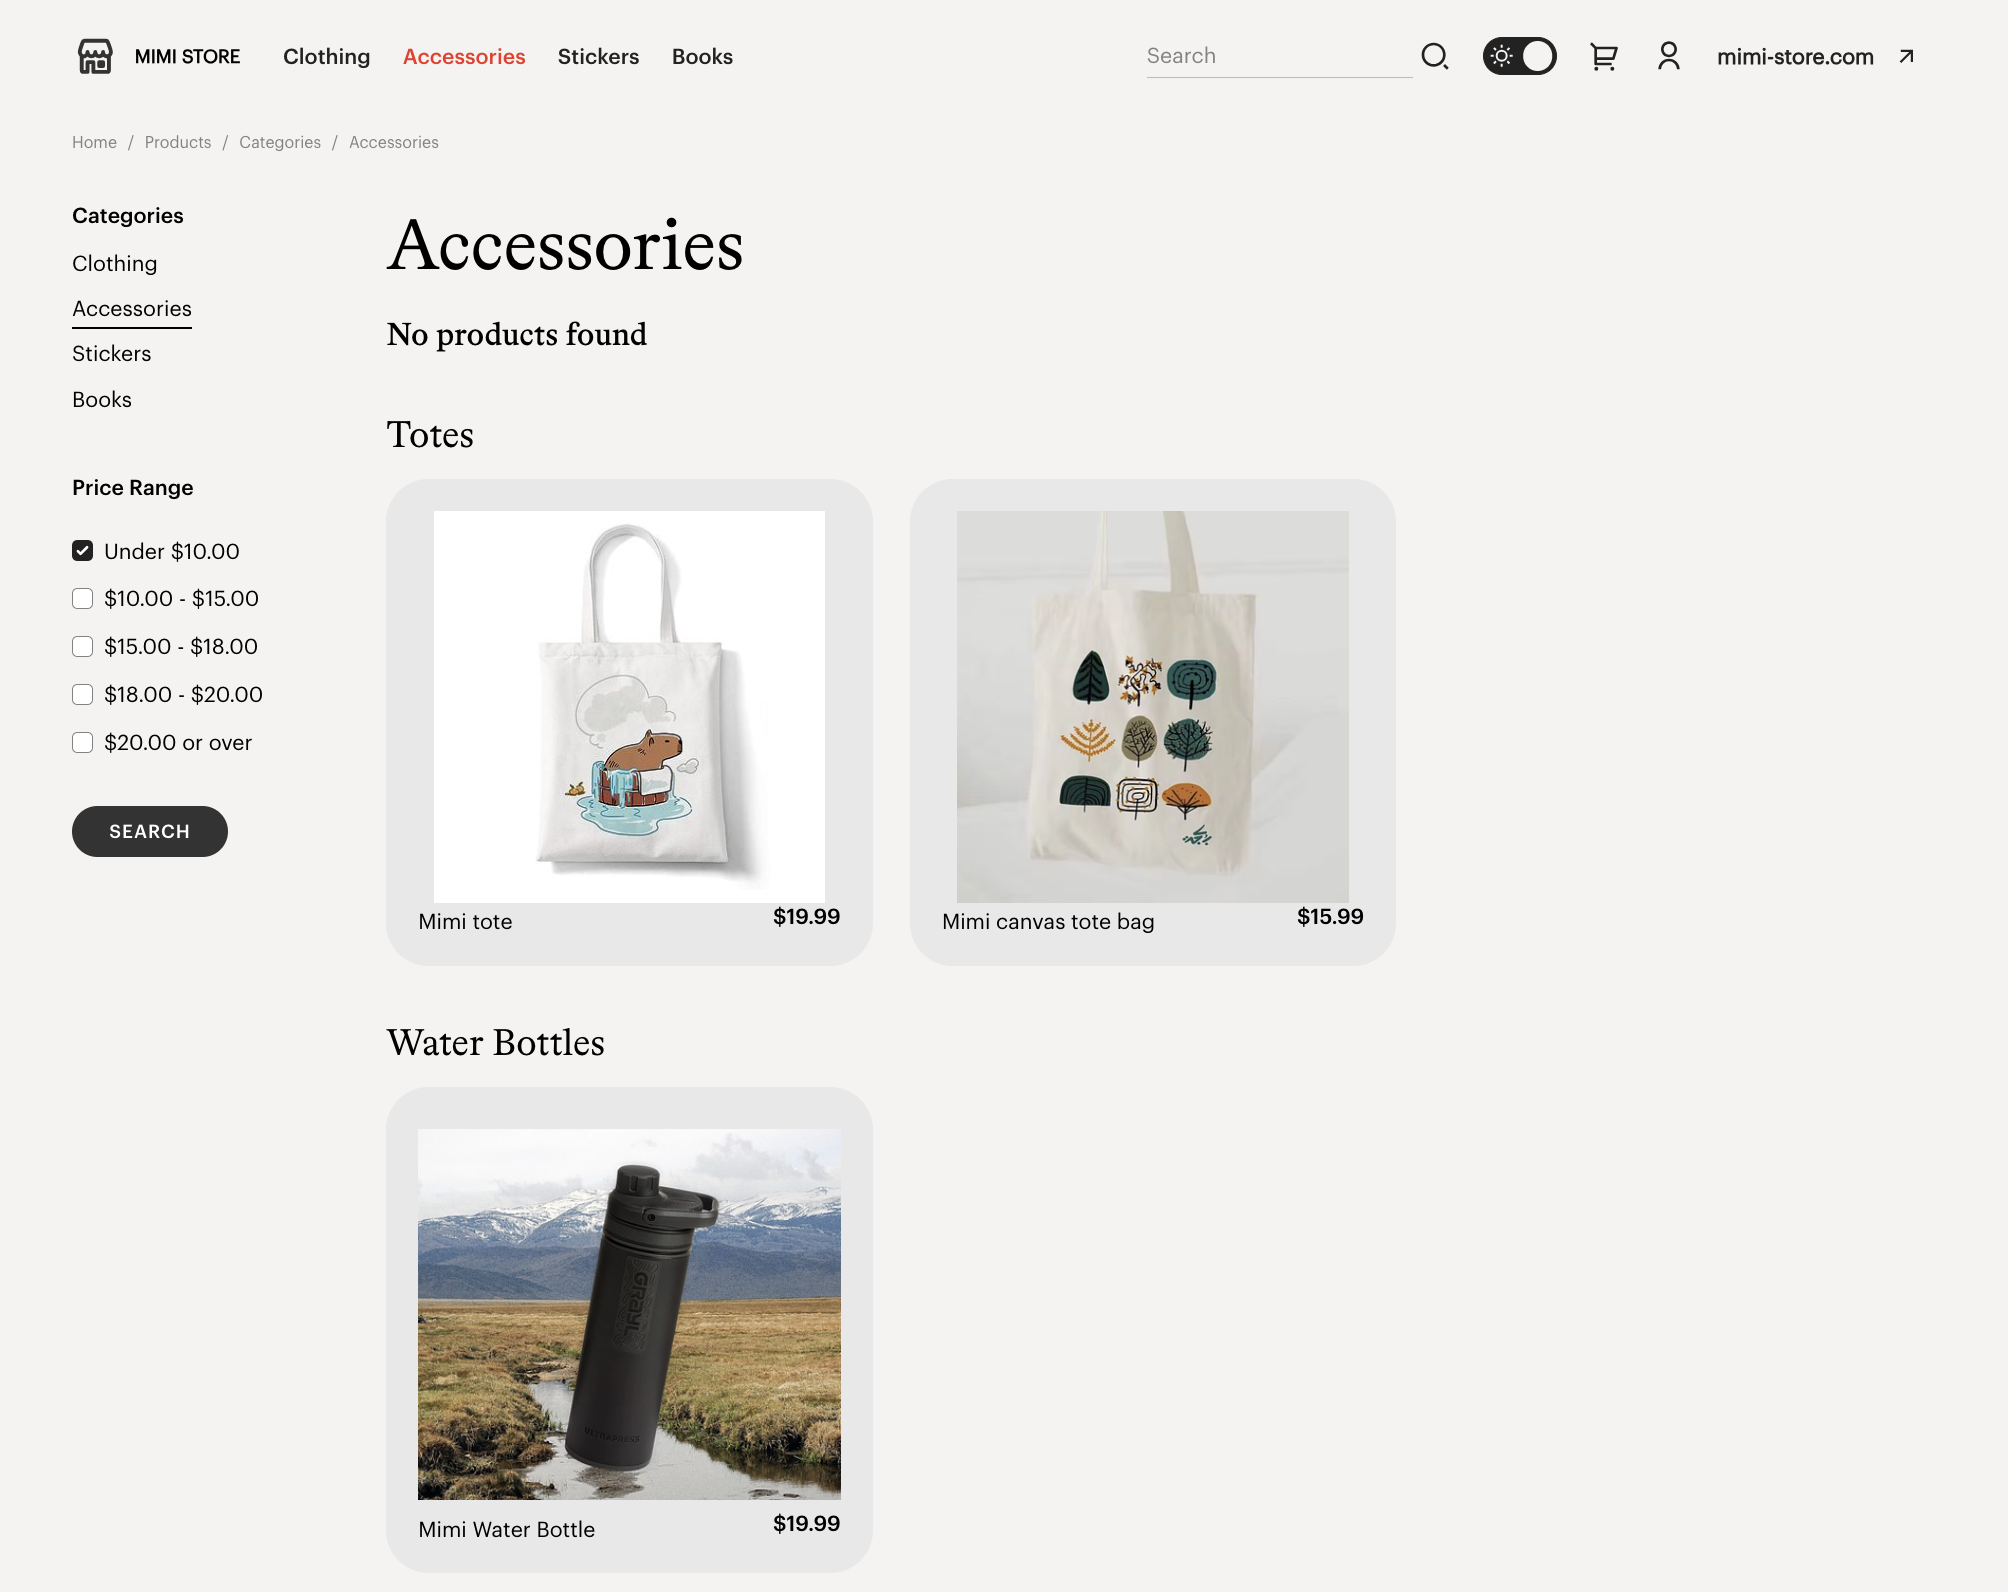 MIMI STORE
Clothing
Accessories
Stickers
Books
Search
mimi-store.com
Home / Products / Categories / Accessories
Categories
Clothing
Accessories
Stickers
Books
Price Range
Under $10.00
$10.00 - $15.00
$15.00 - $18.00
$18.00 - $20.00
$20.00 or over
SEARCH
Accessories
No products found
Totes
Mimi tote
$19.99
Mimi canvas tote bag
$15.99
Water Bottles
GRAYL
ULTRAPRESS
Mimi Water Bottle
$19.99